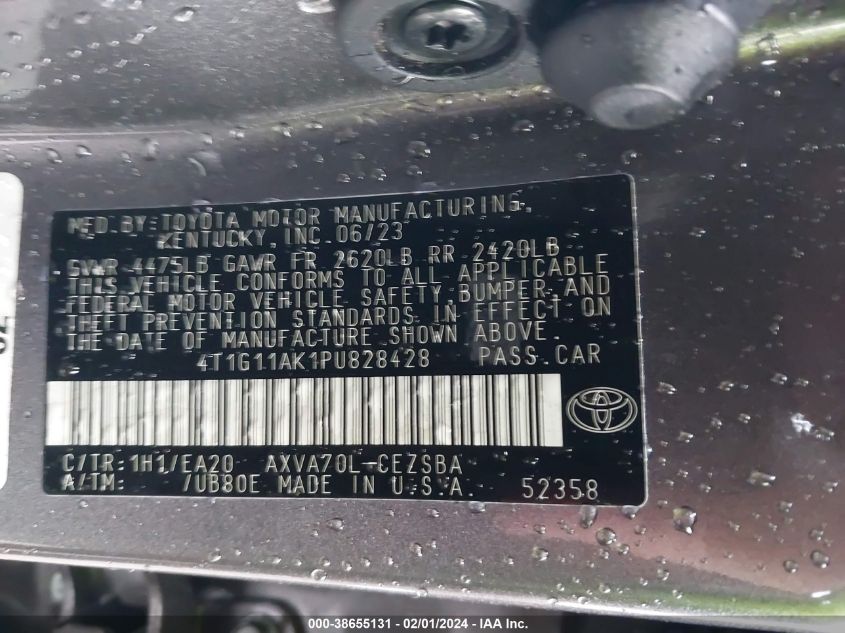 MFD. BY: TOYOTA MOTOR MANUFACTURING,
KENTUCKY, INC. 06/23
GVWR 4475LB GAWR FR 2620LB RR 2420LB
THIS VEHICLE CONFORMS TO ALL APPLICABLE
FEDERAL MOTOR VEHICLE SAFETY, BUMPER, AND
THEFT PREVENTION STANDARDS IN EFFECT ON
THE DATE OF MANUFACTURE SHOWN ABOVE.
4T1G11AK1PU828428 PASS. CAR
C/TR: 1H1/EA20 AXVA70L-CEZSBA
A/TM: /UB80E MADE IN U.S.A. 52358
000-38655131 - 02/01/2024 - IAA Inc.